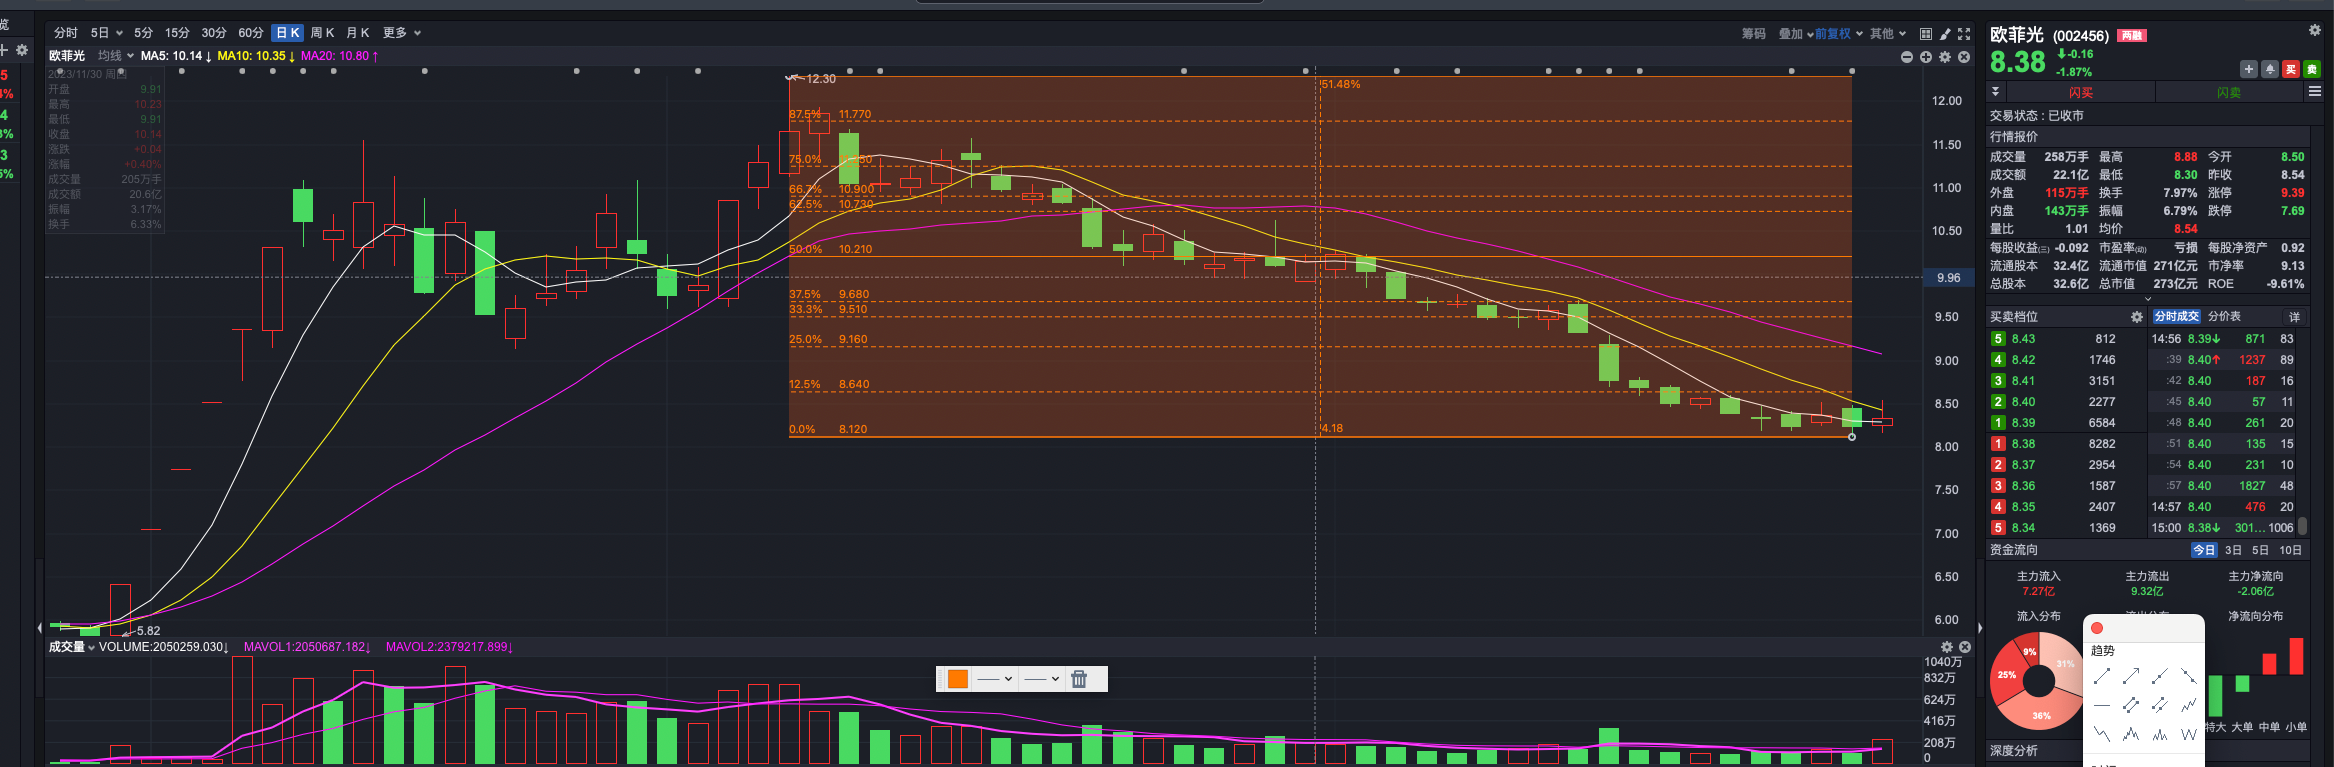 览
分时 5日 5分 15分 30分 60分 日K 周K 月K 更多
筹码 叠加 前复权 其他
欧菲光 均线 MA5: 10.14↓ MA10: 10.35↓ MA20: 10.80↑
2023/11/30 周四
开盘 9.91
最高 10.23
最低 9.91
收盘 10.14
涨跌 +0.04
涨幅 +0.40%
成交量 205万手
成交额 20.6亿
振幅 3.17%
换手 6.33%
12.30
51.48%
87.5% 11.770
75.0%
66.7% 10.900
62.5% 10.730
50.0% 10.210
37.5% 9.680
33.3% 9.510
25.0% 9.160
12.5% 8.640
0.0% 8.120
4.18
5.82
12.00
11.50
11.00
10.50
9.96
9.50
9.00
8.50
8.00
7.50
7.00
6.50
6.00
成交量 VOLUME:2050259.030↓ MAVOL1:2050687.182↓ MAVOL2:2379217.899↓
1040万
832万
624万
416万
208万
0
欧菲光 (002456) 两融
8.38 -0.16
-1.87%
买 卖
闪买 闪卖
交易状态 : 已收市
行情报价
成交量 258万手 最高 8.88 今开 8.50
成交额 22.1亿 最低 8.30 昨收 8.54
外盘 115万手 换手 7.97% 涨停 9.39
内盘 143万手 振幅 6.79% 跌停 7.69
量比 1.01 均价 8.54
每股收益(三) -0.092 市盈率(动) 亏损 每股净资产 0.92
流通股本 32.4亿 流通市值 271亿元 市净率 9.13
总股本 32.6亿 总市值 273亿元 ROE -9.61%
买卖档位 分时成交 分价表 详
5 8.43 812 14:56 8.39↓ 871 83
4 8.42 1746 :39 8.40↑ 1237 89
3 8.41 3151 :42 8.40 187 16
2 8.40 2277 :45 8.40 57 11
1 8.39 6584 :48 8.40 261 20
1 8.38 8282 :51 8.40 135 15
2 8.37 2954 :54 8.40 231 10
3 8.36 1587 :57 8.40 1827 48
4 8.35 2407 14:57 8.40 476 20
5 8.34 1369 15:00 8.38↓ 301... 1006
资金流向 今日 3日 5日 10日
主力流入 主力流出 主力净流向
7.27亿 9.32亿 -2.06亿
流入分布 净流向分布
9%
31%
25%
36%
趋势
特大 大单 中单 小单
深度分析